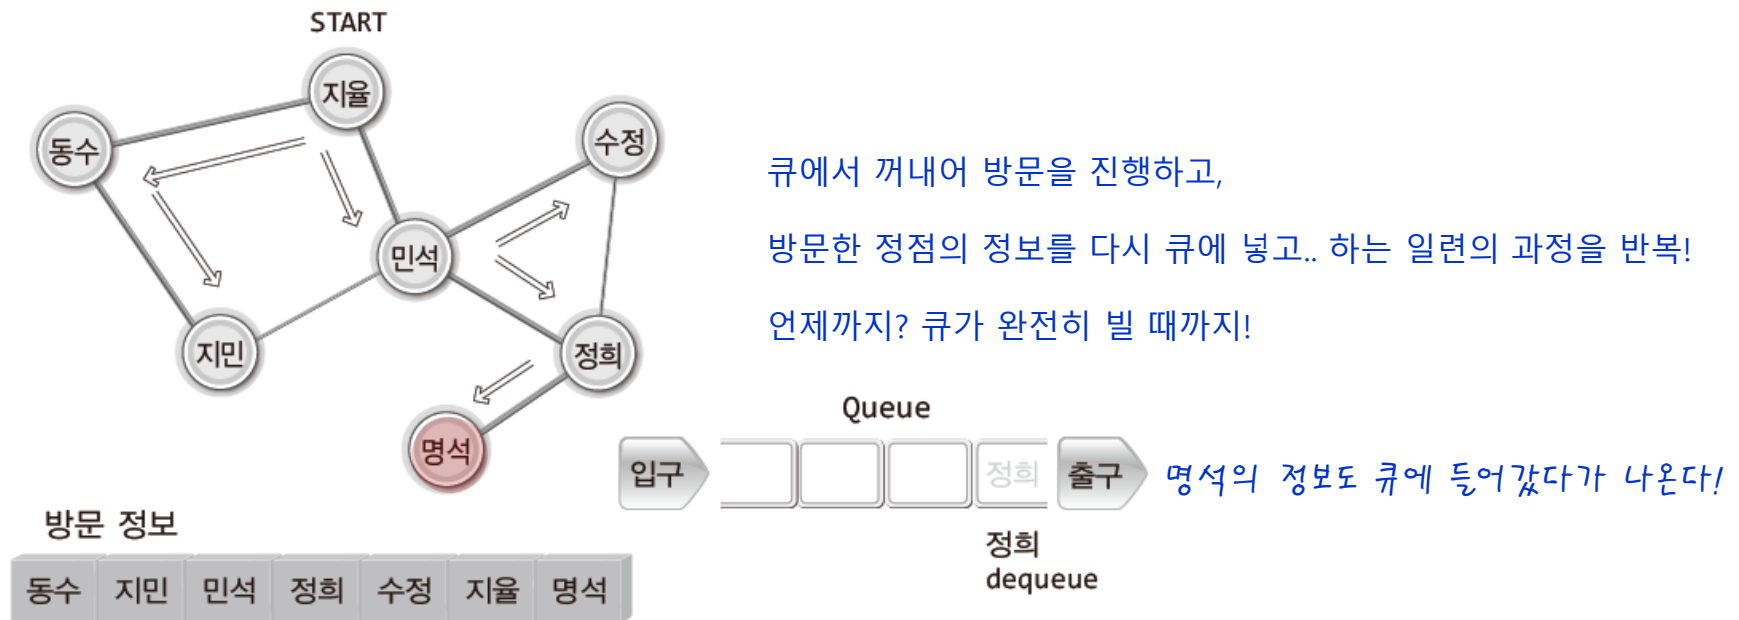 START
지율
동수
수정
민석
지민
정희
명석
큐에서 꺼내어 방문을 진행하고,
방문한 정점의 정보를 다시 큐에 넣고.. 하는 일련의 과정을 반복!
언제까지? 큐가 완전히 빌 때까지!
Queue
입구
정희
출구
명석의 정보도 큐에 들어갔다가 나온다!
정희
dequeue
방문 정보
동수 지민 민석 정희 수정 지율 명석